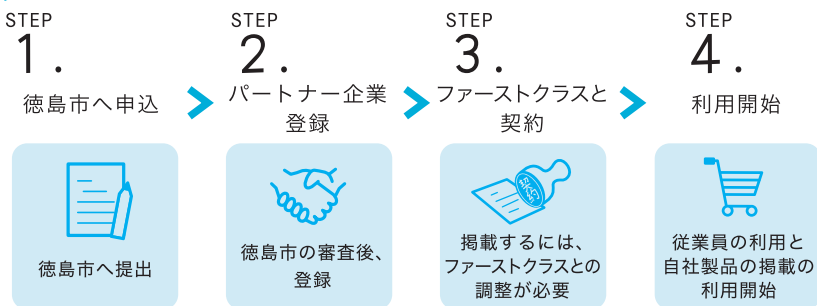 STEP
1.
徳島市へ申込
徳島市へ提出
STEP
2.
パートナー企業
登録
徳島市の審査後、
登録
STEP
3.
ファーストクラスと
契約
契約
掲載するには、
ファーストクラスとの
調整が必要
STEP
4.
利用開始
従業員の利用と
自社製品の掲載の
利用開始